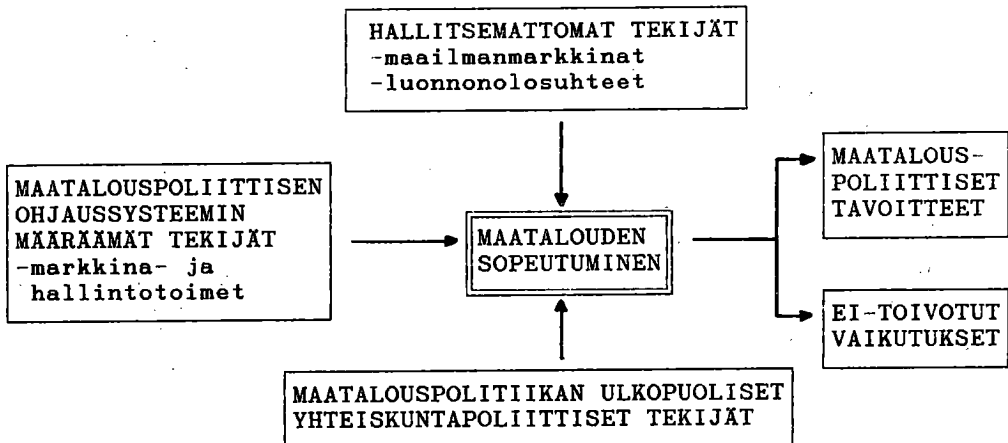 HALLITSEMATTOMAT TEKIJÄT
-maailmanmarkkinat
-luonnonolosuhteet
MAATALOUSPOLIITTISEN
OHJAUSSYSTEEMIN
MÄÄRÄÄMÄT TEKIJÄT
-markkina- ja
hallintotoimet
MAATALOUDEN
SOPEUTUMINEN
MAATALOUS-
POLIITTISET
TAVOITTEET
EI-TOIVOTUT
VAIKUTUKSET
MAATALOUSPOLITIIKAN ULKOPUOLISET
YHTEISKUNTAPOLIITTISET TEKIJÄT